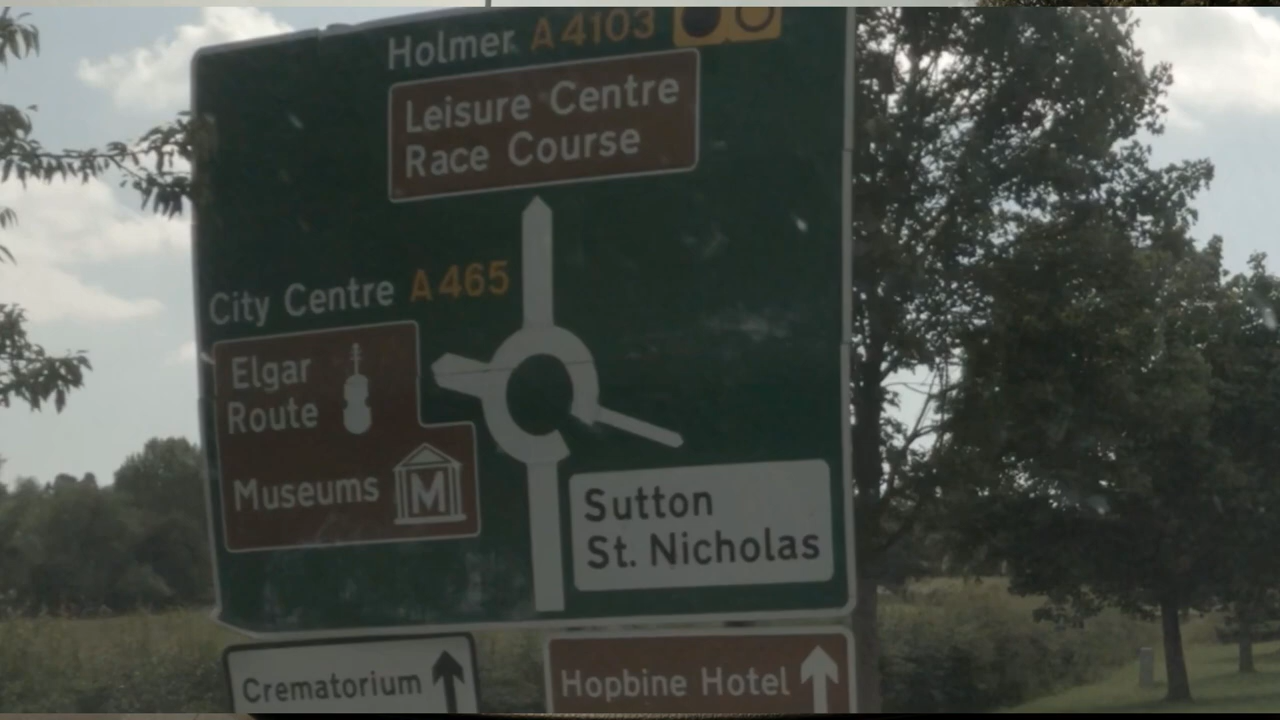 Holmer A4103
Leisure Centre
Race Course
City Centre A465
Elgar
Route
Museums M
Sutton
St. Nicholas
Crematorium
Hopbine Hotel